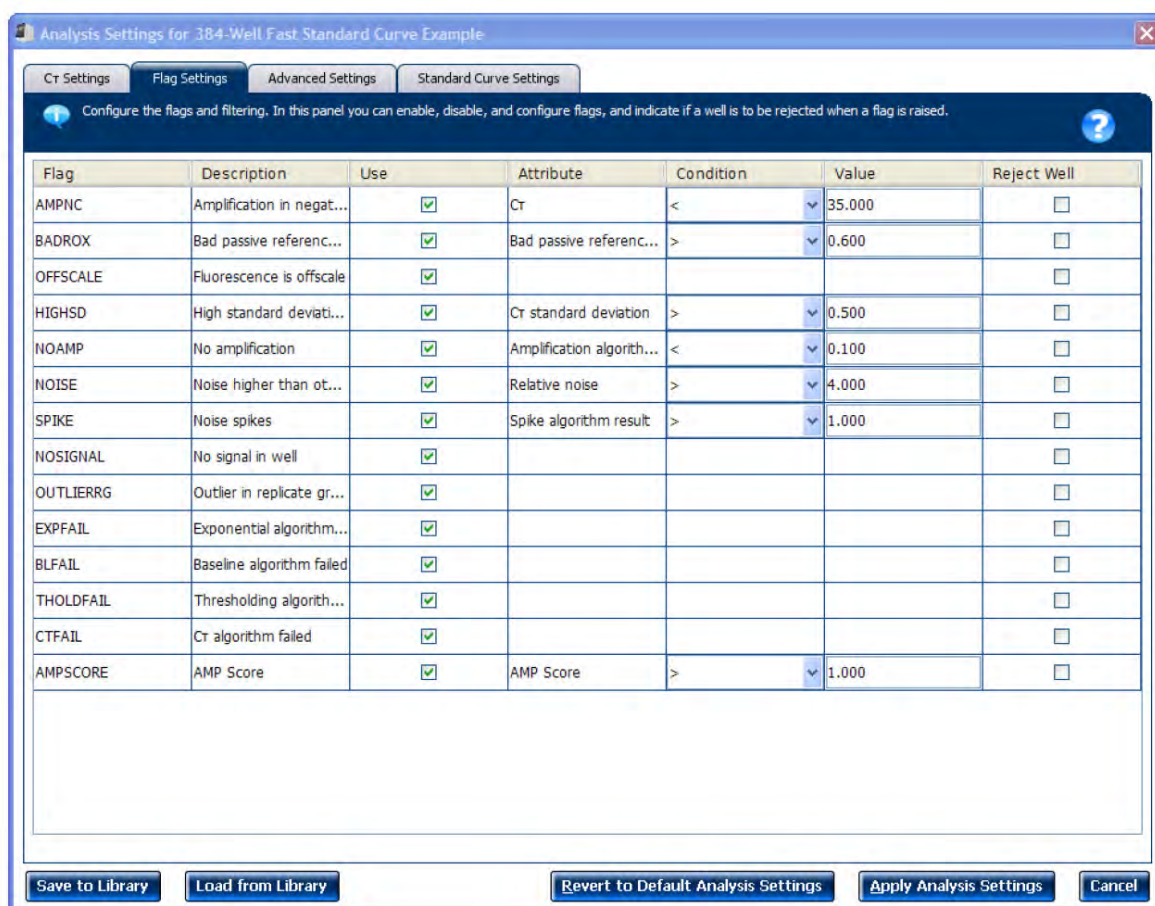 Analysis Settings for 384-Well Fast Standard Curve Example
CT Settings Flag Settings Advanced Settings Standard Curve Settings
Configure the flags and filtering. In this panel you can enable, disable, and configure flags, and indicate if a well is to be rejected when a flag is raised.
?
Flag Description Use Attribute Condition Value Reject Well
AMPNC Amplification in negat... CT < 35.000
BADROX Bad passive referenc... Bad passive referenc... > 0.600
OFFSCALE Fluorescence is offscale
HIGHSD High standard deviati... CT standard deviation > 0.500
NOAMP No amplification Amplification algorith... < 0.100
NOISE Noise higher than ot... Relative noise > 4.000
SPIKE Noise spikes Spike algorithm result > 1.000
NOSIGNAL No signal in well
OUTLIERRG Outlier in replicate gr...
EXPFAIL Exponential algorithm...
BLFAIL Baseline algorithm failed
THOLDFAIL Thresholding algorith...
CTFAIL CT algorithm failed
AMPSCORE AMP Score AMP Score > 1.000
Save to Library Load from Library Revert to Default Analysis Settings Apply Analysis Settings Cancel